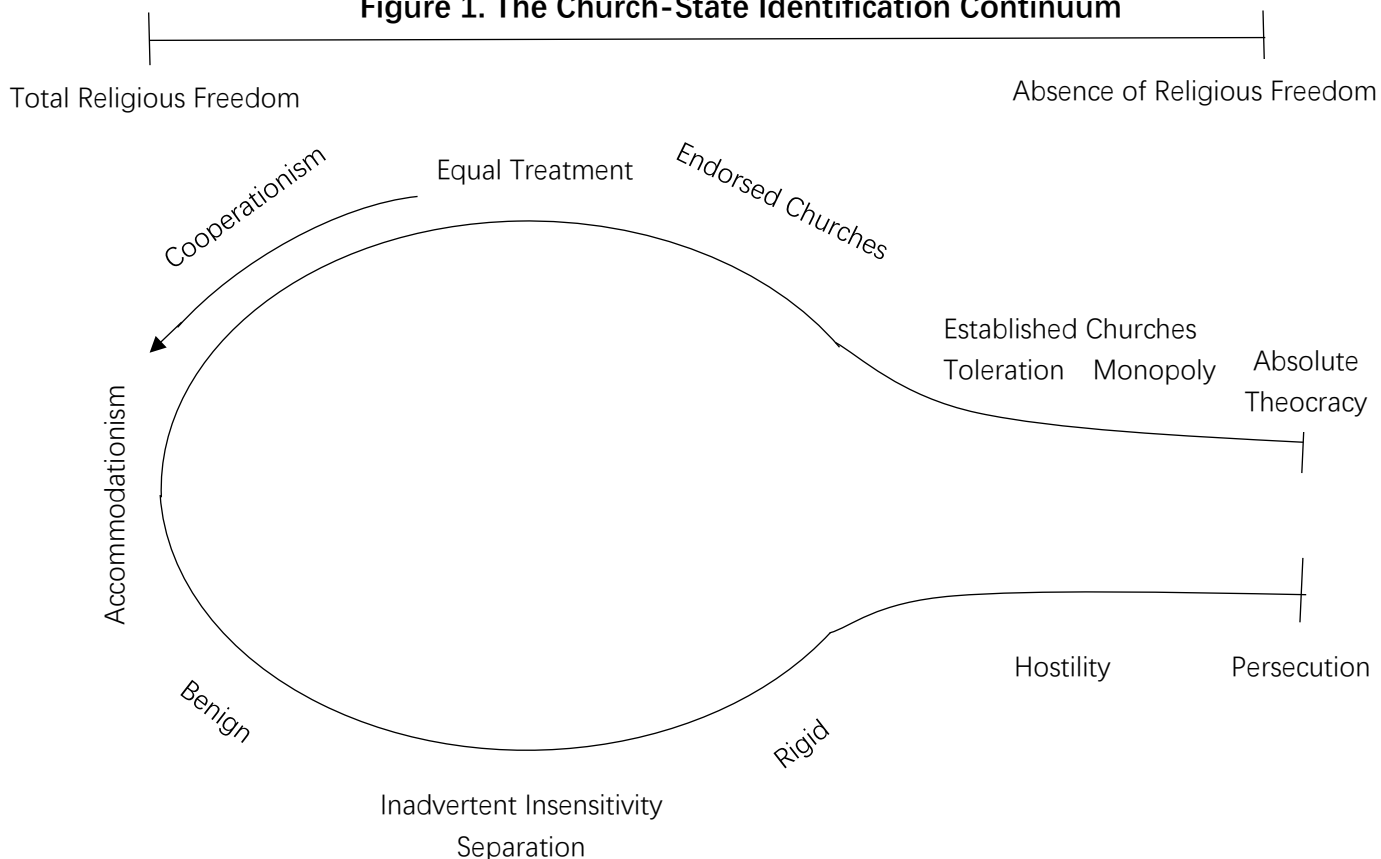 Figure 1. The Church-State Identification Continuum
Total Religious Freedom
Absence of Religious Freedom
Cooperationism
Equal Treatment
Endorsed Churches
Established Churches
Toleration Monopoly
Absolute
Theocracy
Accommodationism
Hostility
Persecution
Benign
Rigid
Inadvertent Insensitivity
Separation